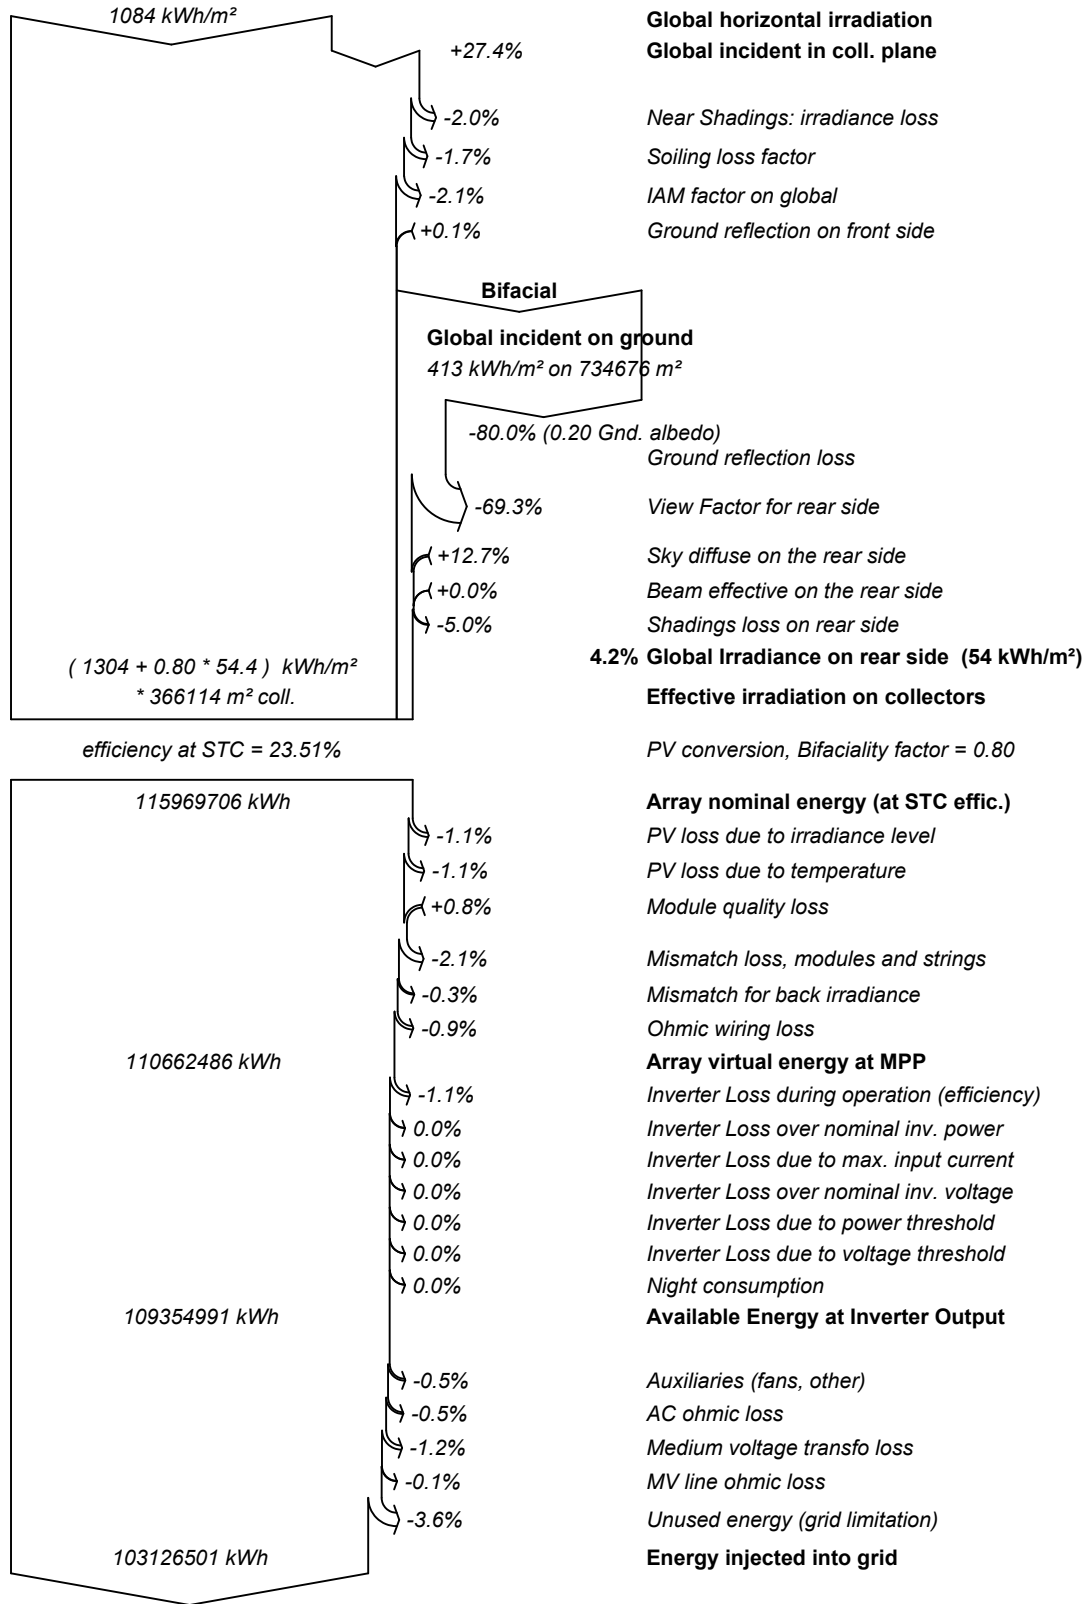 1084 kWh/m² Global horizontal irradiation
+27.4% Global incident in coll. plane
-2.0% Near Shadings: irradiance loss
-1.7% Soiling loss factor
-2.1% IAM factor on global
+0.1% Ground reflection on front side
Bifacial
Global incident on ground
413 kWh/m² on 734676 m²
-80.0% (0.20 Gnd. albedo)
Ground reflection loss
-69.3% View Factor for rear side
+12.7% Sky diffuse on the rear side
+0.0% Beam effective on the rear side
-5.0% Shadings loss on rear side
4.2% Global Irradiance on rear side (54 kWh/m²)
( 1304 + 0.80 * 54.4 ) kWh/m²
* 366114 m² coll. Effective irradiation on collectors
efficiency at STC = 23.51% PV conversion, Bifaciality factor = 0.80
115969706 kWh Array nominal energy (at STC effic.)
-1.1% PV loss due to irradiance level
-1.1% PV loss due to temperature
+0.8% Module quality loss
-2.1% Mismatch loss, modules and strings
-0.3% Mismatch for back irradiance
-0.9% Ohmic wiring loss
110662486 kWh Array virtual energy at MPP
-1.1% Inverter Loss during operation (efficiency)
0.0% Inverter Loss over nominal inv. power
0.0% Inverter Loss due to max. input current
0.0% Inverter Loss over nominal inv. voltage
0.0% Inverter Loss due to power threshold
0.0% Inverter Loss due to voltage threshold
0.0% Night consumption
109354991 kWh Available Energy at Inverter Output
-0.5% Auxiliaries (fans, other)
-0.5% AC ohmic loss
-1.2% Medium voltage transfo loss
-0.1% MV line ohmic loss
-3.6% Unused energy (grid limitation)
103126501 kWh Energy injected into grid